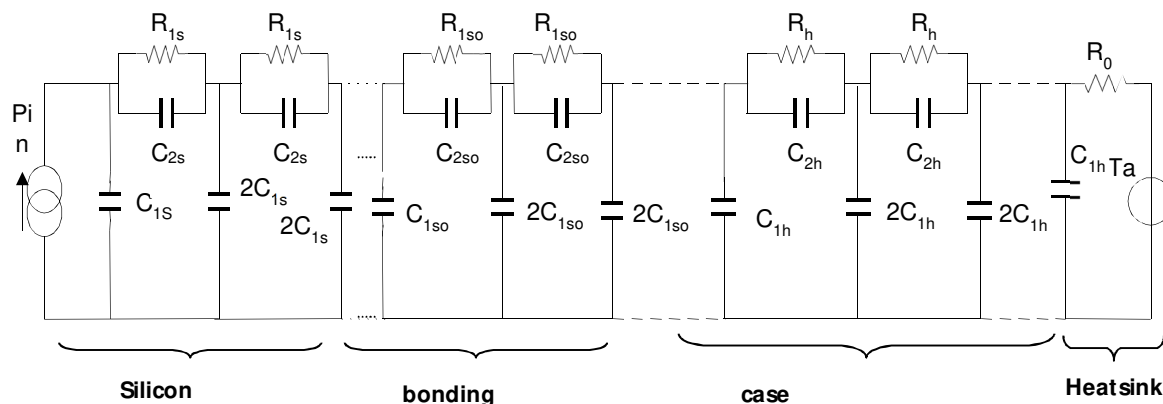 R1s R1s R1so R1so Rh Rh R0
Pi
n
C2s C2s C2so C2so C2h C2h
C1S 2C1s 2C1s ..... C1so 2C1so 2C1so C1h 2C1h 2C1h C1h Ta
Silicon bonding case Heatsink